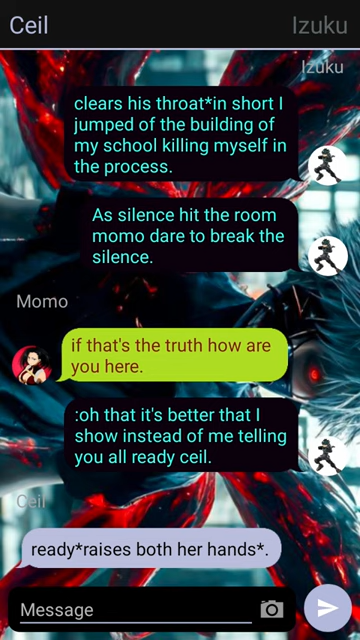 Ceil
Izuku
Izuku
clears his throat*in short I
jumped of the building of
my school killing myself in
the process.
As silence hit the room
momo dare to break the
silence.
Momo
if that's the truth how are
you here.
:oh that it's better that I
show instead of me telling
you all ready ceil.
Ceil
ready*raises both her hands*.
Message